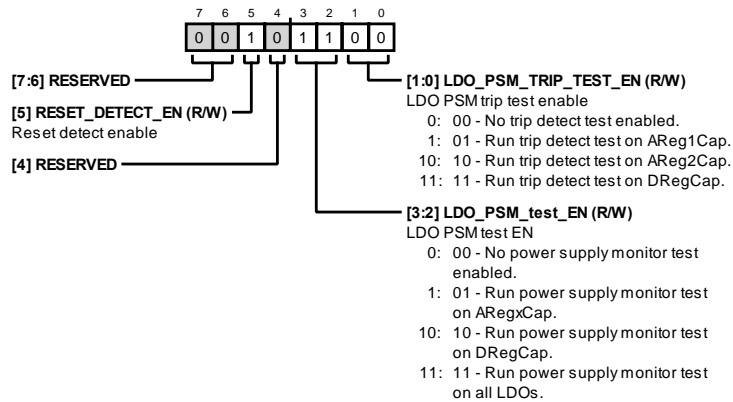 7 6 5 4 3 2 1 0
0 0 1 0 1 1 0 0
[7:6] RESERVED
[5] RESET_DETECT_EN (R/W)
Reset detect enable
[4] RESERVED
[1:0] LDO_PSM_TRIP_TEST_EN (R/W)
LDO PSM trip test enable
0: 00 - No trip detect test enabled.
1: 01 - Run trip detect test on AReg1Cap.
10: 10 - Run trip detect test on AReg2Cap.
11: 11 - Run trip detect test on DRegCap.
[3:2] LDO_PSM_test_EN (R/W)
LDO PSM test EN
0: 00 - No power supply monitor test
enabled.
1: 01 - Run power supply monitor test
on ARegxCap.
10: 10 - Run power supply monitor test
on DRegCap.
11: 11 - Run power supply monitor test
on all LDOs.